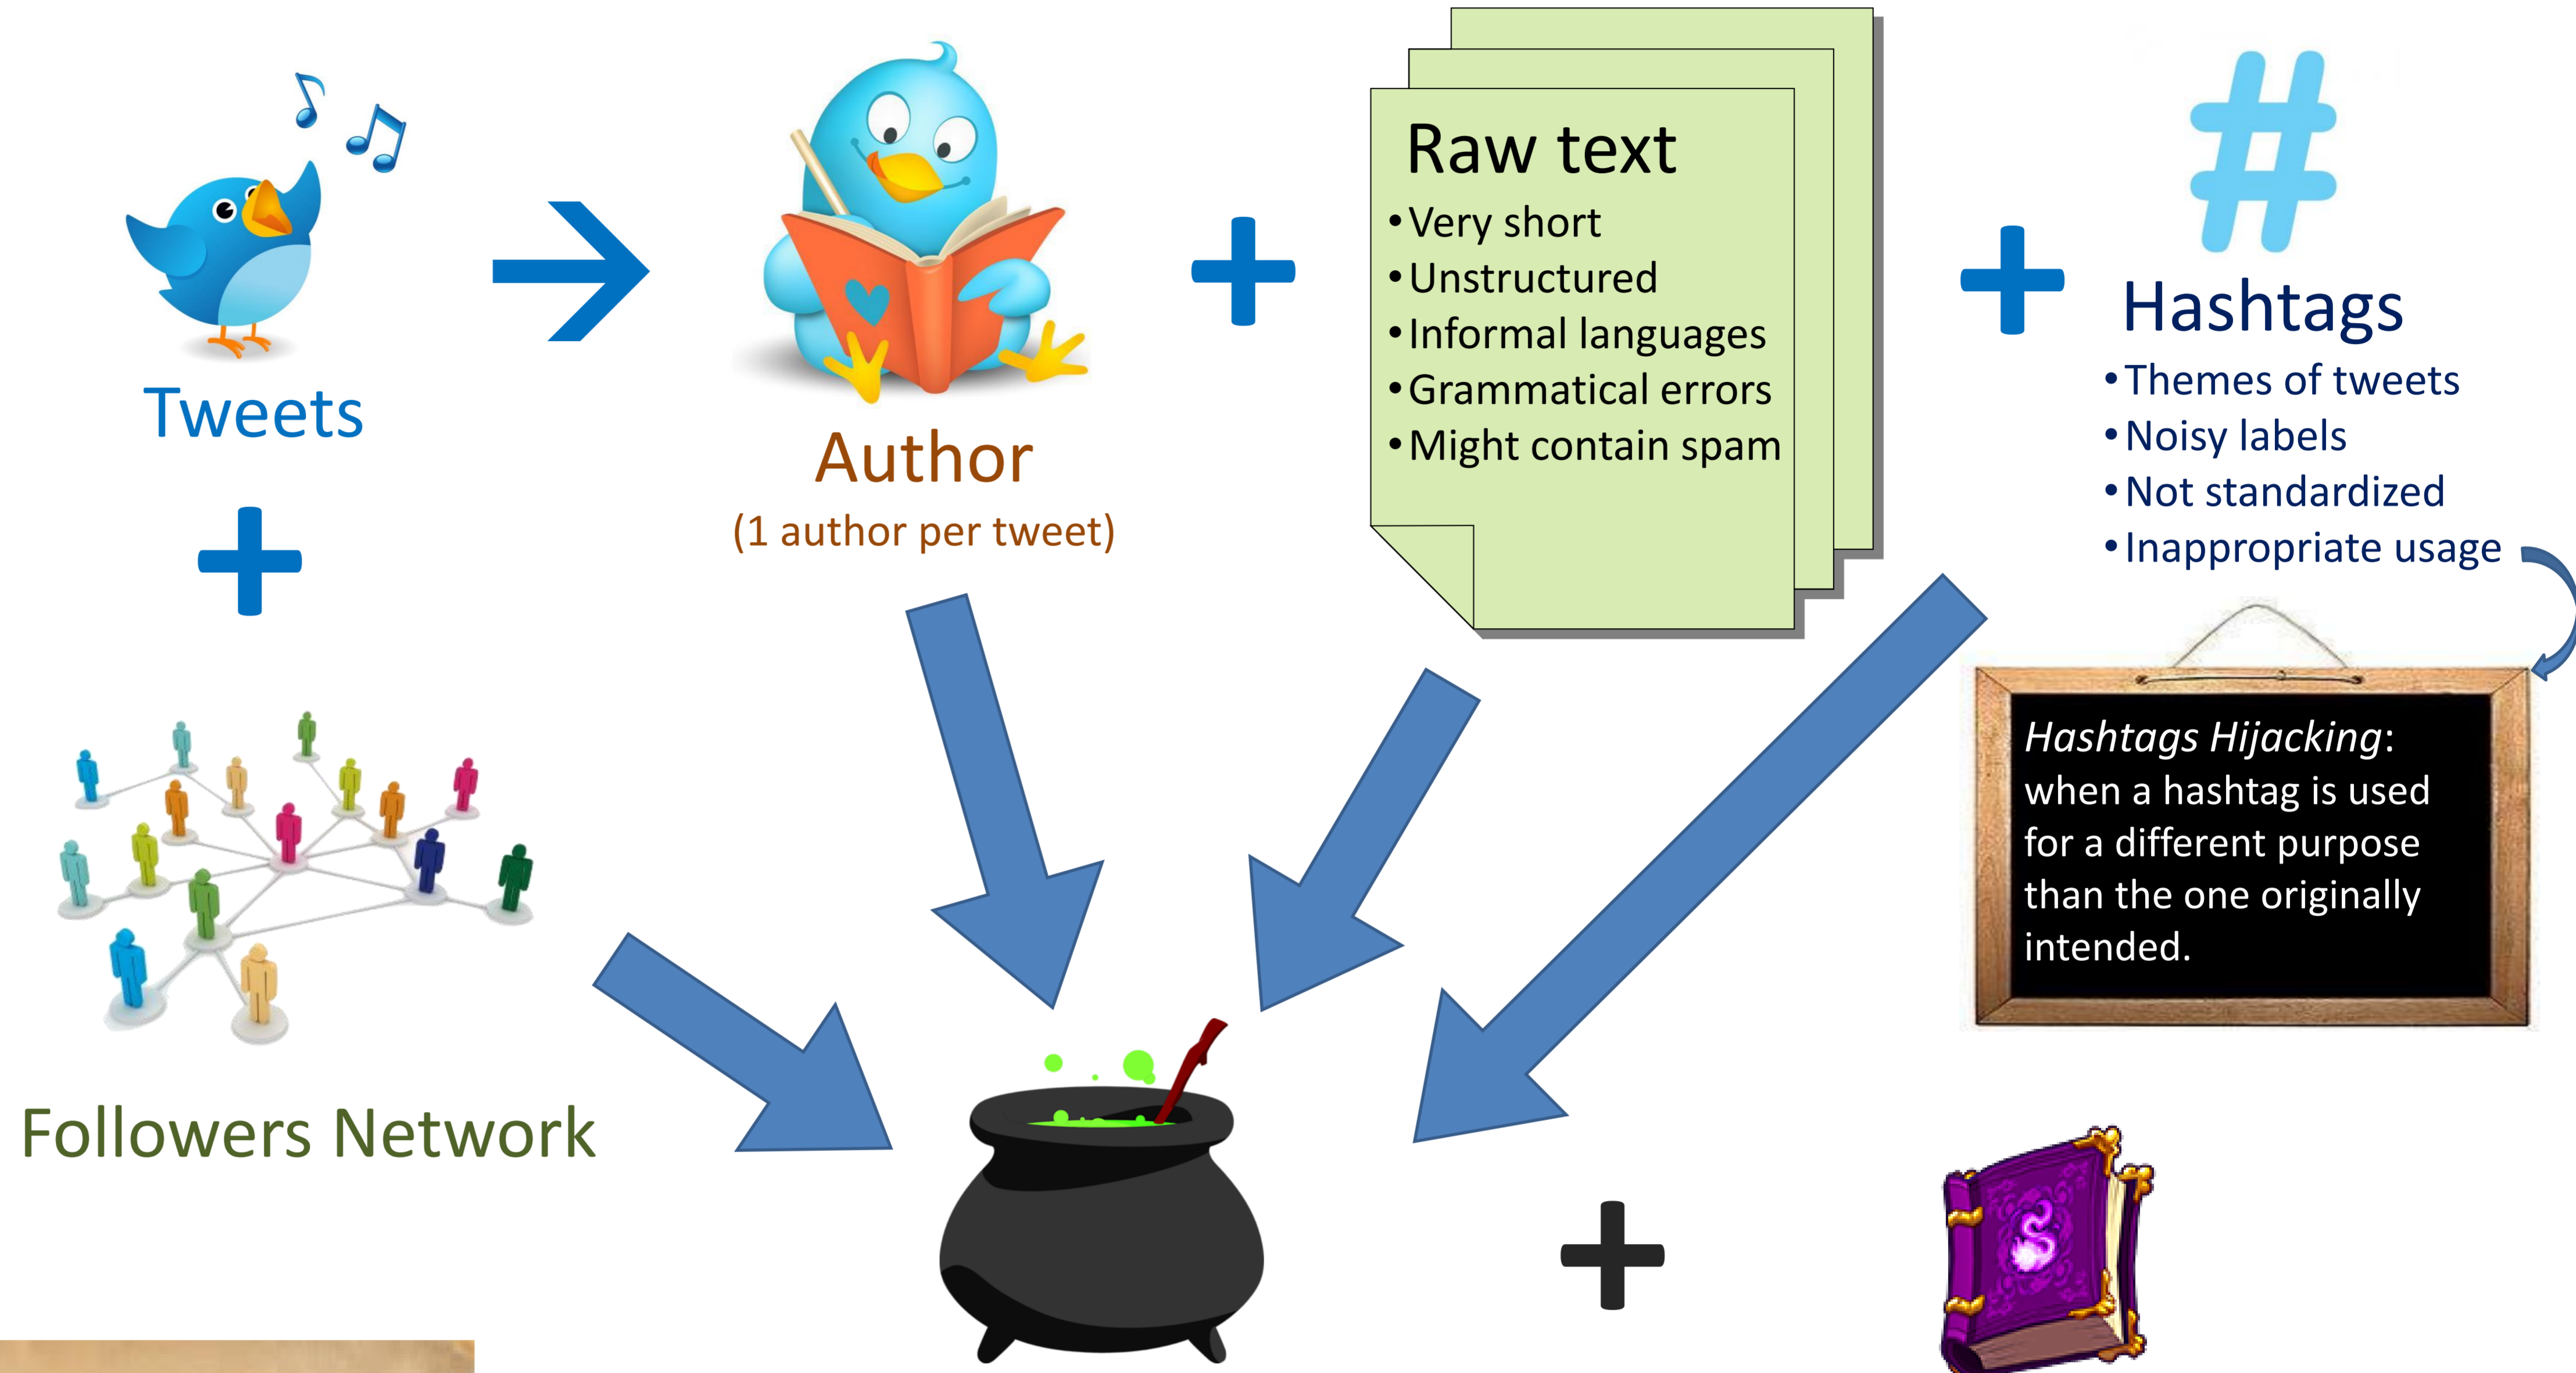 Tweets
Author
(1 author per tweet)
Raw text
•Very short
•Unstructured
•Informal languages
•Grammatical errors
•Might contain spam
#
Hashtags
•Themes of tweets
•Noisy labels
•Not standardized
•Inappropriate usage
Hashtags Hijacking:
when a hashtag is used
for a different purpose
than the one originally
intended.
Followers Network